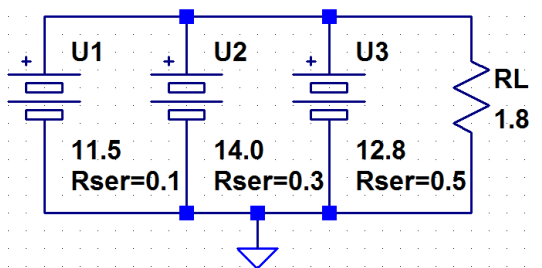 + U1
+ U2
+ U3
RL
1.8
11.5
Rser=0.1
14.0
Rser=0.3
12.8
Rser=0.5